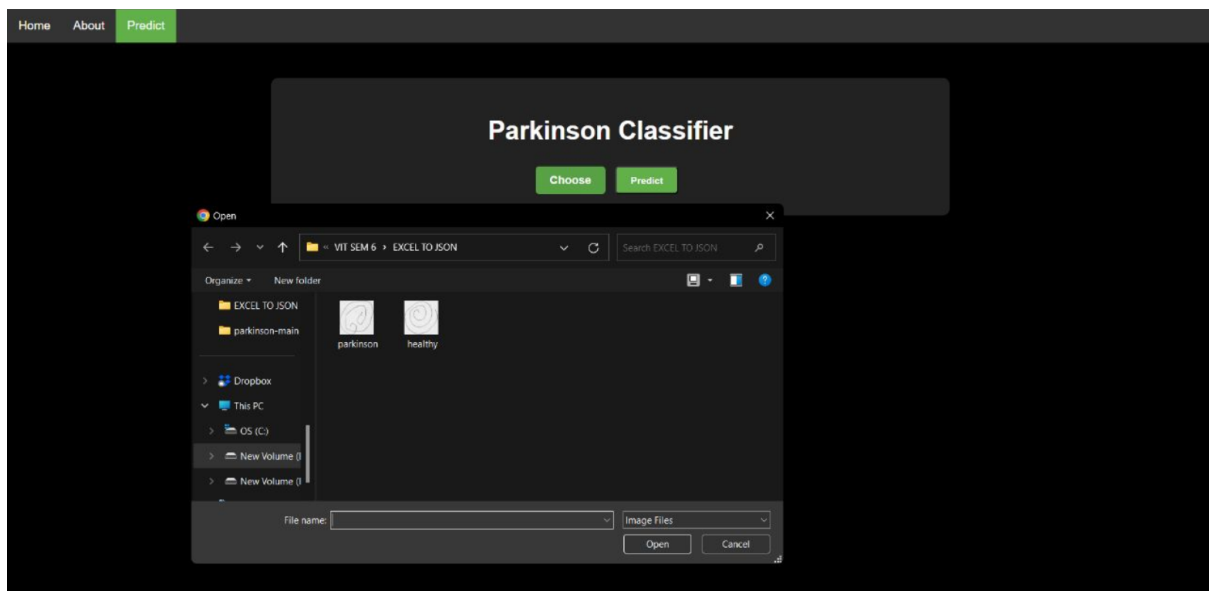 Home About Predict
Parkinson Classifier
Choose Predict
Open
« VIT SEM 6 › EXCEL TO JSON
Search EXCEL TO JSON
Organize New folder
EXCEL TO JSON
parkinson-main
parkinson healthy
Dropbox
This PC
OS (C:)
New Volume (
New Volume (
File name:
Image Files
Open Cancel